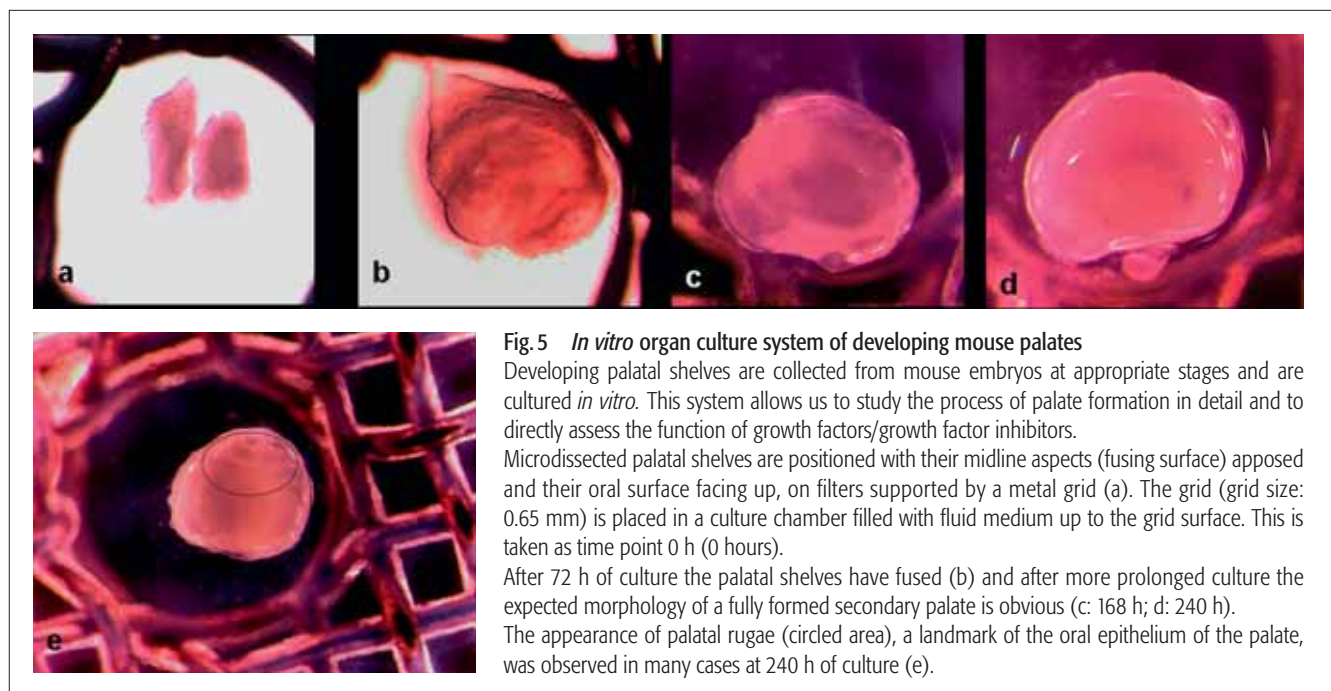 a
b
c
d
e
Fig. 5 In vitro organ culture system of developing mouse palates
Developing palatal shelves are collected from mouse embryos at appropriate stages and are
cultured in vitro. This system allows us to study the process of palate formation in detail and to
directly assess the function of growth factors/growth factor inhibitors.
Microdissected palatal shelves are positioned with their midline aspects (fusing surface) apposed
and their oral surface facing up, on filters supported by a metal grid (a). The grid (grid size:
0.65 mm) is placed in a culture chamber filled with fluid medium up to the grid surface. This is
taken as time point 0 h (0 hours).
After 72 h of culture the palatal shelves have fused (b) and after more prolonged culture the
expected morphology of a fully formed secondary palate is obvious (c: 168 h; d: 240 h).
The appearance of palatal rugae (circled area), a landmark of the oral epithelium of the palate,
was observed in many cases at 240 h of culture (e).